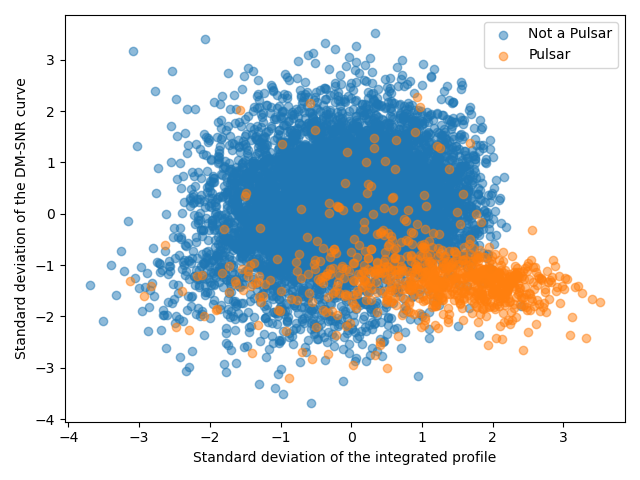 Not a Pulsar
Pulsar
3
2
1
0
−1
−2
−3
−4
Standard deviation of the DM-SNR curve
−4 −3 −2 −1 0 1 2 3
Standard deviation of the integrated profile